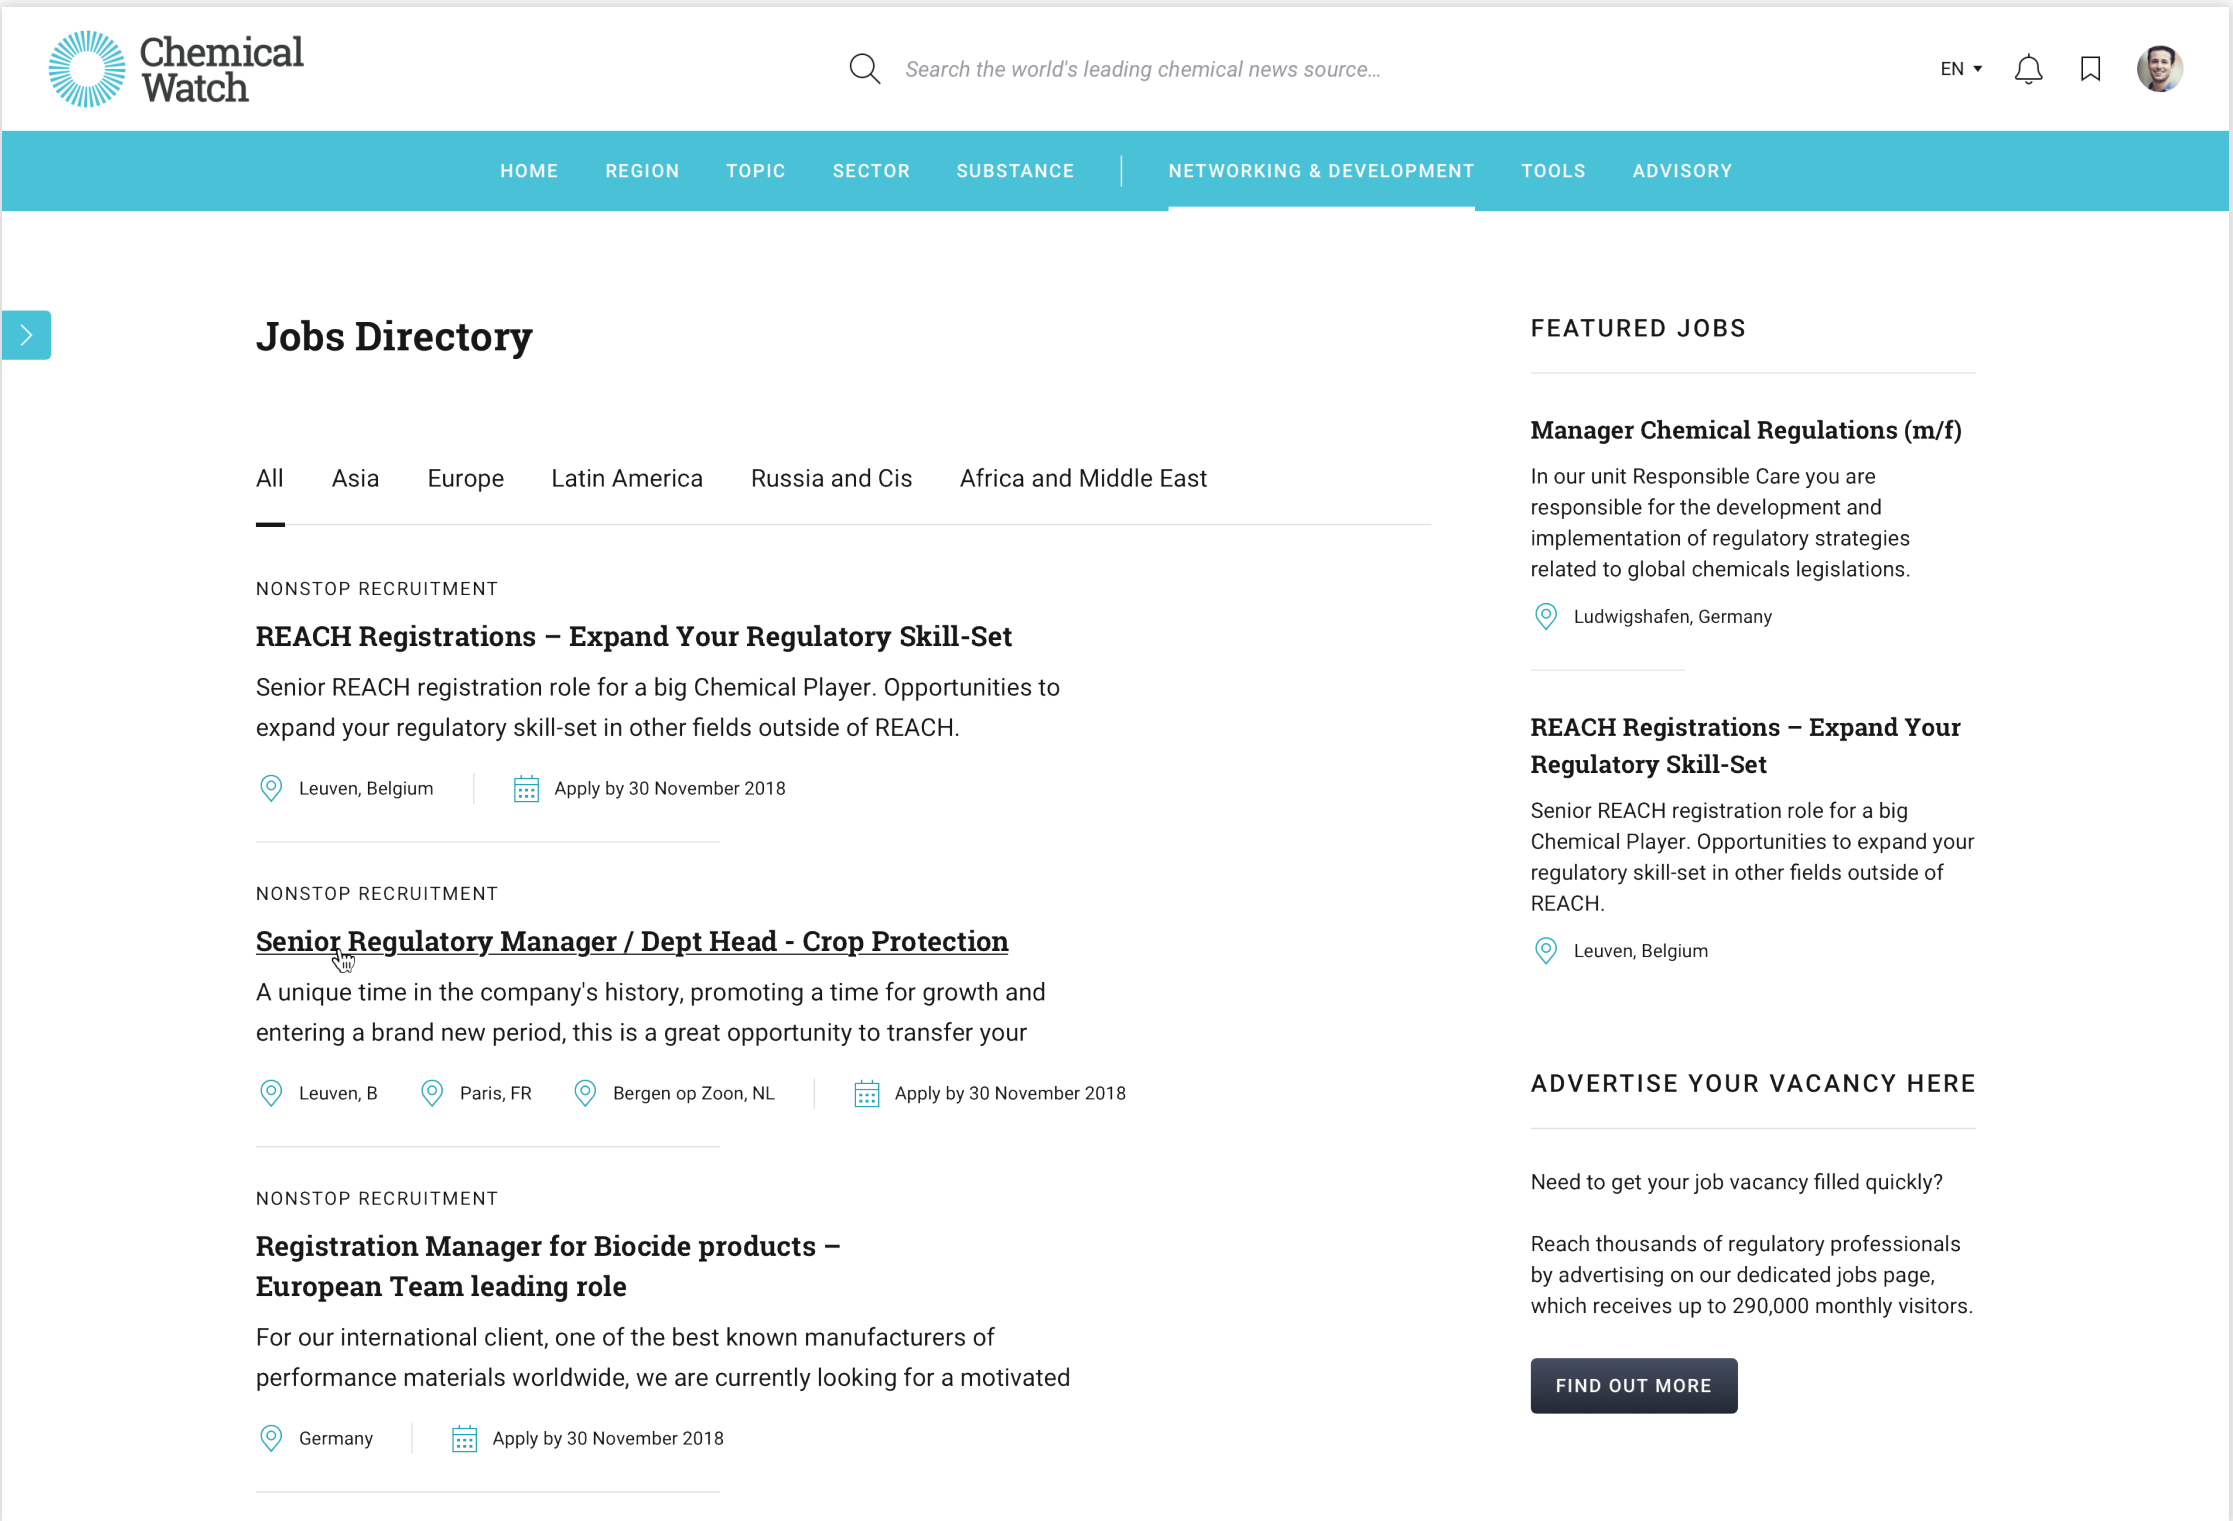 Chemical
Watch
Search the world's leading chemical news source...
EN
HOME REGION TOPIC SECTOR SUBSTANCE NETWORKING & DEVELOPMENT TOOLS ADVISORY
Jobs Directory
All Asia Europe Latin America Russia and Cis Africa and Middle East
NONSTOP RECRUITMENT
REACH Registrations – Expand Your Regulatory Skill-Set
Senior REACH registration role for a big Chemical Player. Opportunities to
expand your regulatory skill-set in other fields outside of REACH.
Leuven, Belgium Apply by 30 November 2018
NONSTOP RECRUITMENT
Senior Regulatory Manager / Dept Head - Crop Protection
A unique time in the company's history, promoting a time for growth and
entering a brand new period, this is a great opportunity to transfer your
Leuven, B Paris, FR Bergen op Zoon, NL Apply by 30 November 2018
NONSTOP RECRUITMENT
Registration Manager for Biocide products –
European Team leading role
For our international client, one of the best known manufacturers of
performance materials worldwide, we are currently looking for a motivated
Germany Apply by 30 November 2018
FEATURED JOBS
Manager Chemical Regulations (m/f)
In our unit Responsible Care you are
responsible for the development and
implementation of regulatory strategies
related to global chemicals legislations.
Ludwigshafen, Germany
REACH Registrations – Expand Your
Regulatory Skill-Set
Senior REACH registration role for a big
Chemical Player. Opportunities to expand your
regulatory skill-set in other fields outside of
REACH.
Leuven, Belgium
ADVERTISE YOUR VACANCY HERE
Need to get your job vacancy filled quickly?
Reach thousands of regulatory professionals
by advertising on our dedicated jobs page,
which receives up to 290,000 monthly visitors.
FIND OUT MORE